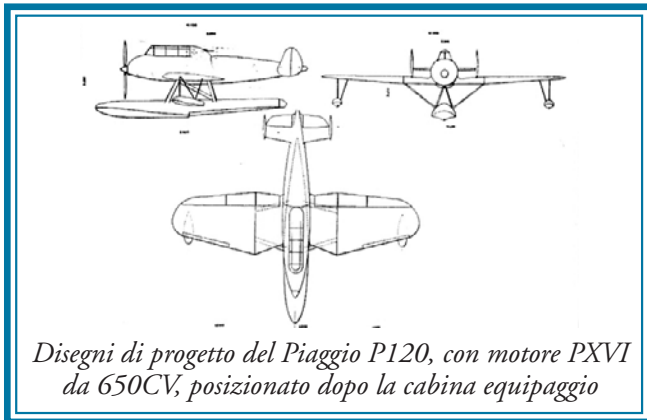 Disegni di progetto del Piaggio P120, con motore PXVI
da 650CV, posizionato dopo la cabina equipaggio